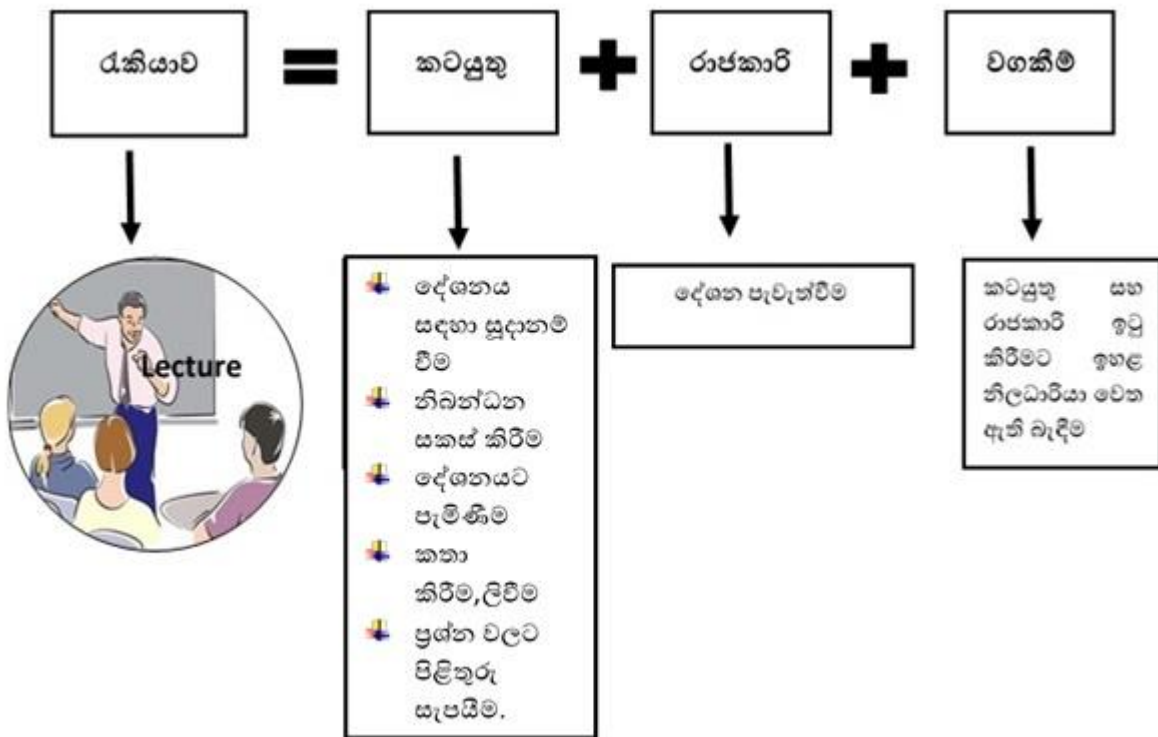 රැකියාව
කටයුතු
රාජකාරි
වගකීම්
Lecture
දේශනය
සඳහා සූදානම්
වීම
නිබන්ධන
සකස් කිරීම
දේශනයට
පැමිණීම
කතා
කිරීම,ලිවීම
ප්‍රශ්න වලට
පිළිතුරු
සැපයීම.
දේශන පැවැත්වීම
කටයුතු සහ
රාජකාරි ඉටු
කිරීමට ඉහළ
නිලධාරියා වෙත
ඇති බැඳීම